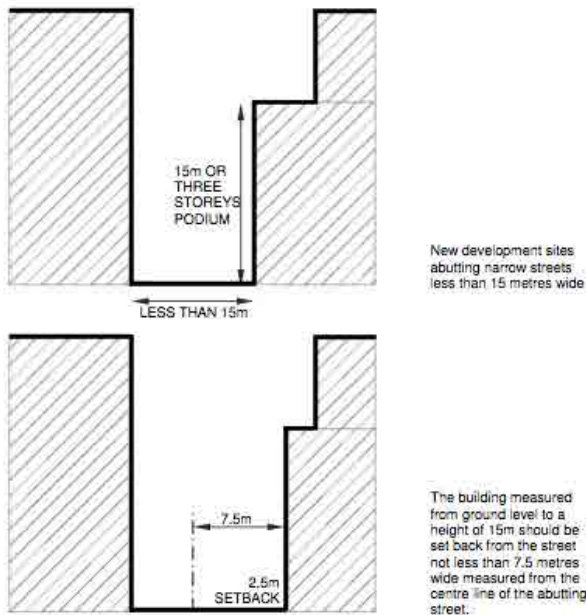 15m OR
THREE
STOREYS
PODIUM
LESS THAN 15m
New development sites
abutting narrow streets
less than 15 metres wide
7.5m
2.5m
SETBACK
The building measured
from ground level to a
height of 15m should be
set back from the street
not less than 7.5 metres
wide measured from the
centre line of the abutting
street.